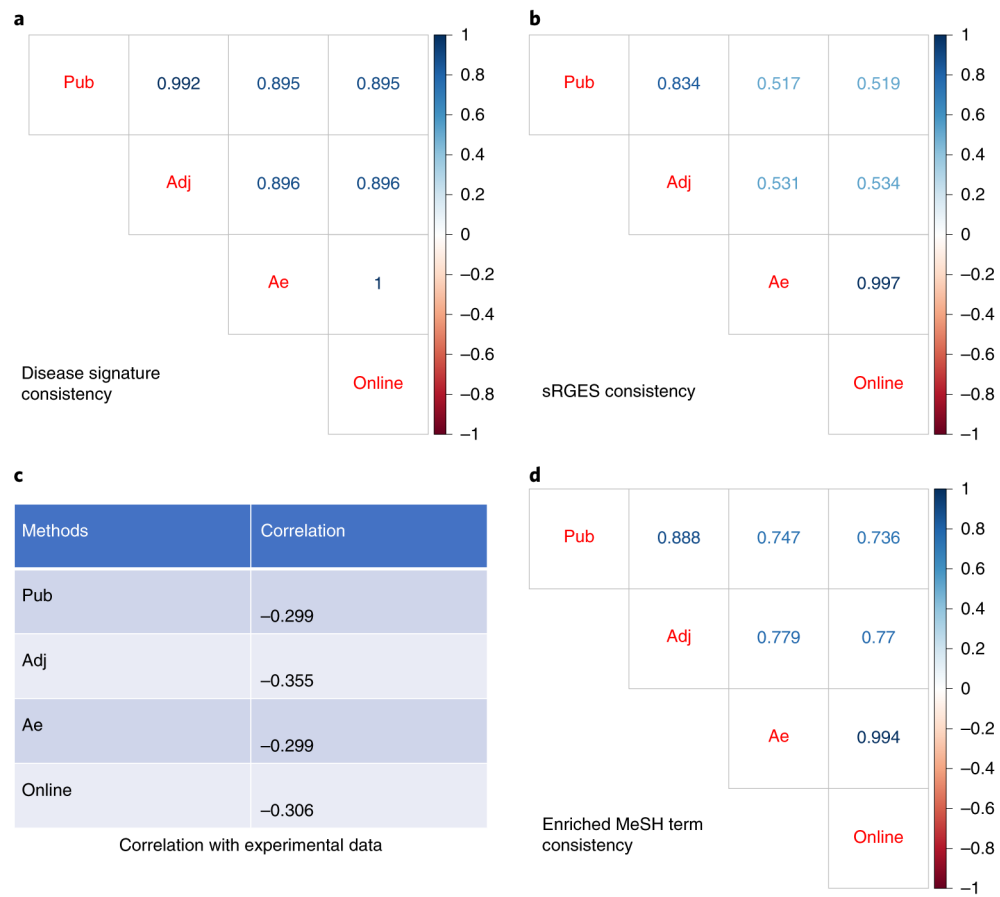 a
Pub 0.992 0.895 0.895
Adj 0.896 0.896
Ae 1
Online
Disease signature
consistency
1
0.8
0.6
0.4
0.2
0
–0.2
–0.4
–0.6
–0.8
–1
b
Pub 0.834 0.517 0.519
Adj 0.531 0.534
Ae 0.997
Online
sRGES consistency
1
0.8
0.6
0.4
0.2
0
–0.2
–0.4
–0.6
–0.8
–1
c
Methods Correlation
Pub –0.299
Adj –0.355
Ae –0.299
Online –0.306
Correlation with experimental data
d
Pub 0.888 0.747 0.736
Adj 0.779 0.77
Ae 0.994
Online
Enriched MeSH term
consistency
1
0.8
0.6
0.4
0.2
0
–0.2
–0.4
–0.6
–0.8
–1